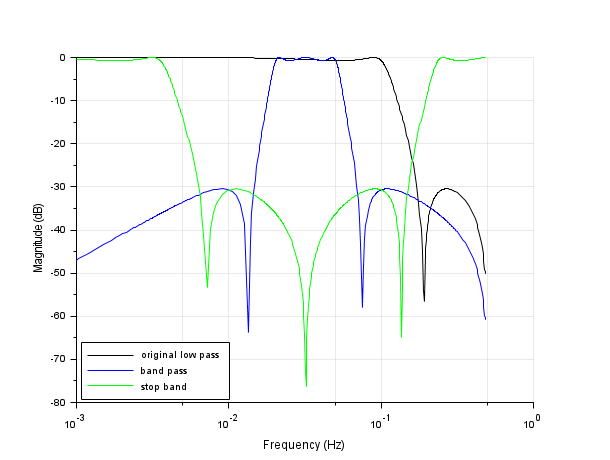 0
-10
-20
-30
-40
-50
-60
-70
-80
Magnitude (dB)
original low pass
band pass
stop band
10^-3
10^-2
10^-1
10^0
Frequency (Hz)